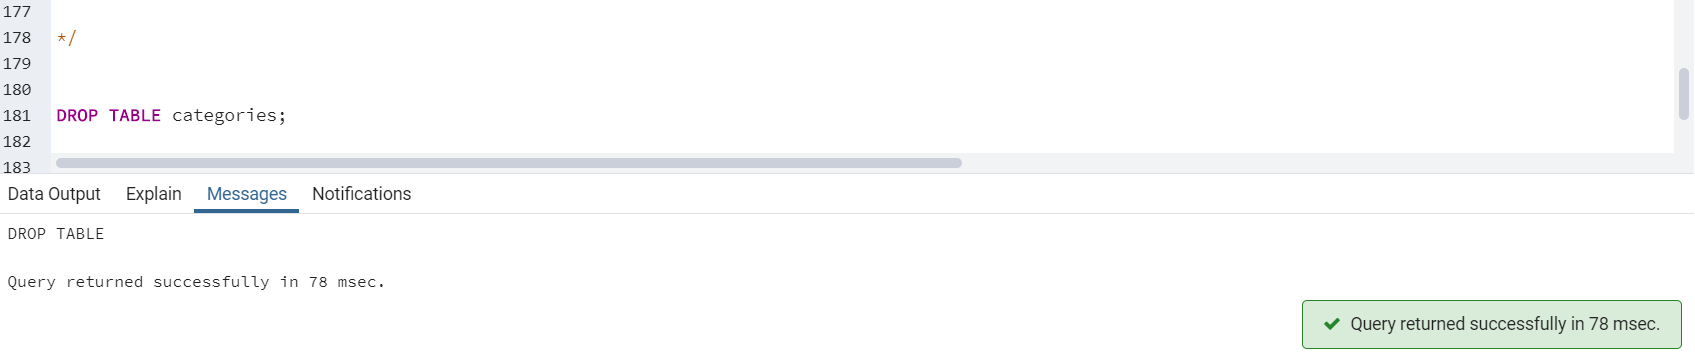 177
178 */
179
180
181 DROP TABLE categories;
182
183
Data Output Explain Messages Notifications
DROP TABLE
Query returned successfully in 78 msec.
Query returned successfully in 78 msec.